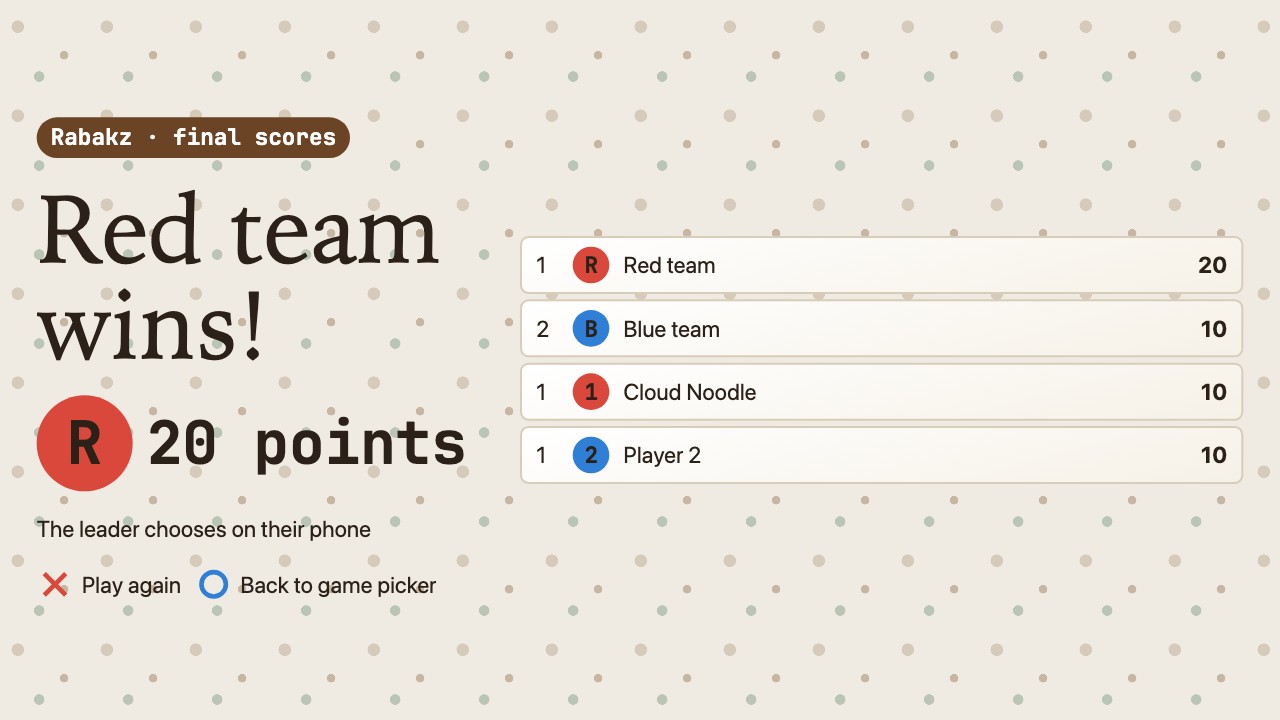 Rabakz · final scores
Red team
wins!
R 20 points
The leader chooses on their phone
Play again Back to game picker
1 R Red team 20
2 B Blue team 10
1 1 Cloud Noodle 10
1 2 Player 2 10